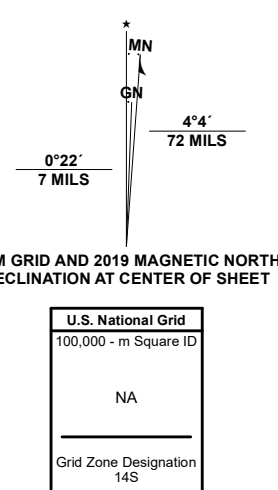 ★
MN
GN
4°4´
72 MILS
0°22´
7 MILS
M GRID AND 2019 MAGNETIC NORTH
ECLINATION AT CENTER OF SHEET
U.S. National Grid
100,000 - m Square ID
NA
Grid Zone Designation
14S